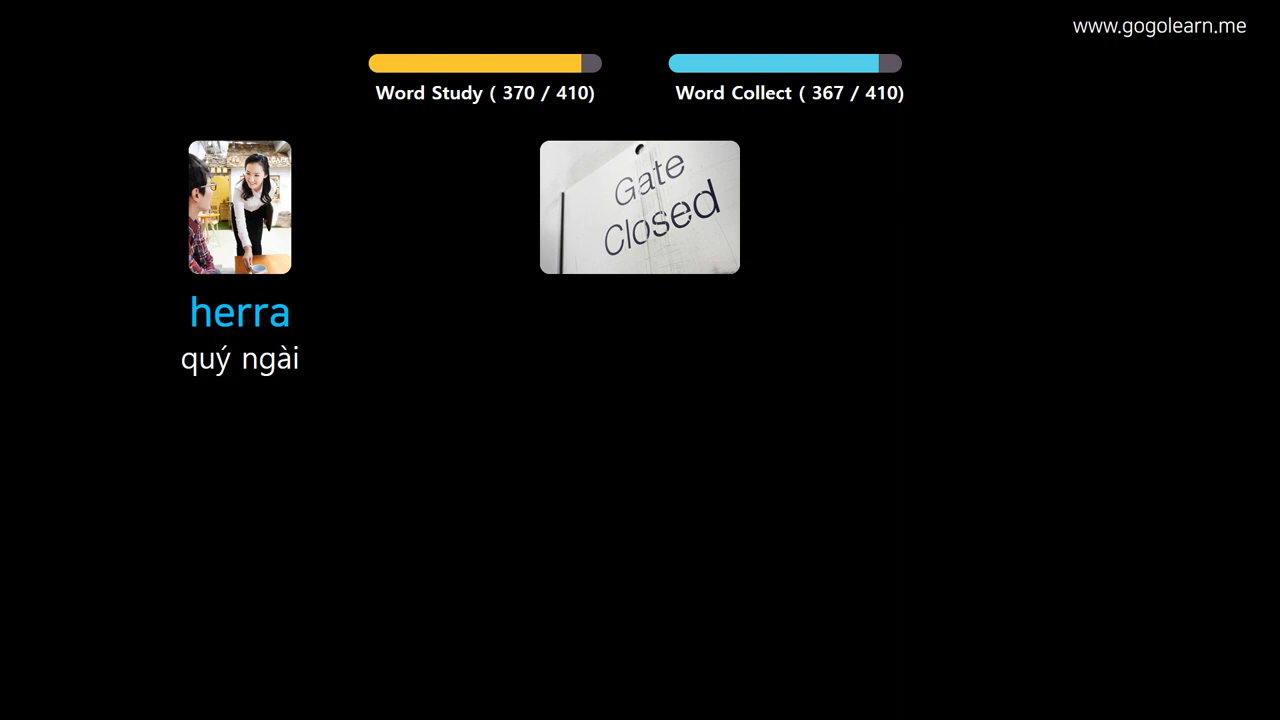 www.gogolearn.me
Word Study ( 370 / 410)
Word Collect ( 367 / 410)
Gate
Closed
herra
quý ngài